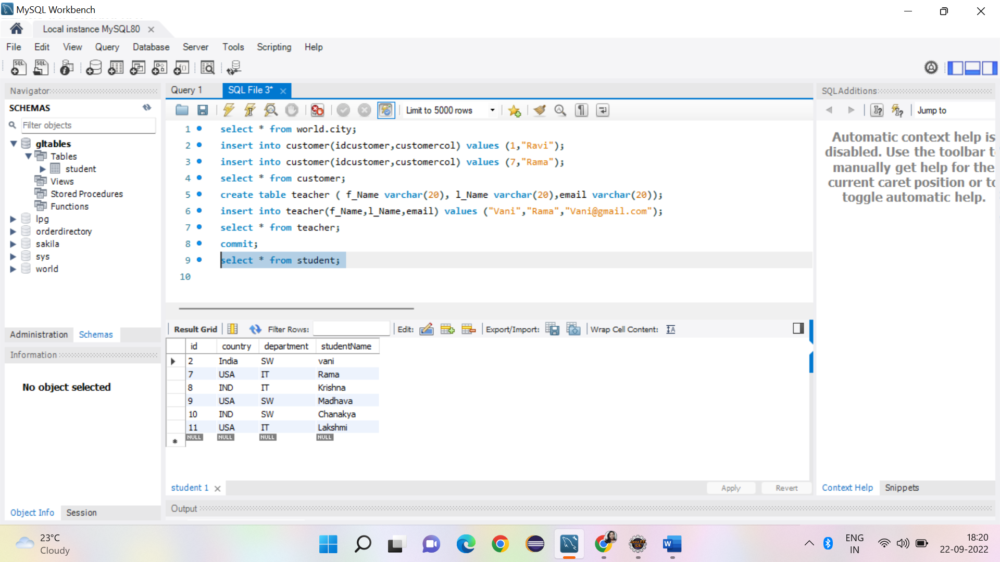 MySQL Workbench
Local instance MySQL80
File Edit View Query Database Server Tools Scripting Help
Navigator
SCHEMAS
Filter objects
gltables
Tables
student
Views
Stored Procedures
Functions
lpg
orderdirectory
sakila
sys
world
Administration Schemas
Information
No object selected
Object Info Session
Query 1 SQL File 3*
Limit to 5000 rows
1 select * from world.city;
2 insert into customer(idcustomer,customercol) values (1,"Ravi");
3 insert into customer(idcustomer,customercol) values (7,"Rama");
4 select * from customer;
5 create table teacher ( f_Name varchar(20), l_Name varchar(20),email varchar(20));
6 insert into teacher(f_Name,l_Name,email) values ("Vani","Rama","Vani@gmail.com");
7 select * from teacher;
8 commit;
9 select * from student;
10
Result Grid Filter Rows: Edit: Export/Import: Wrap Cell Content:
id country department studentName
2 India SW vani
7 USA IT Rama
8 IND IT Krishna
9 USA SW Madhava
10 IND SW Chanakya
11 USA IT Lakshmi
NULL NULL NULL NULL
student 1
Apply Revert
Output
SQLAdditions
Jump to
Automatic context help is
disabled. Use the toolbar t
manually get help for the
current caret position or to
toggle automatic help.
Context Help Snippets
23°C
Cloudy
ENG
IN
18:20
22-09-2022